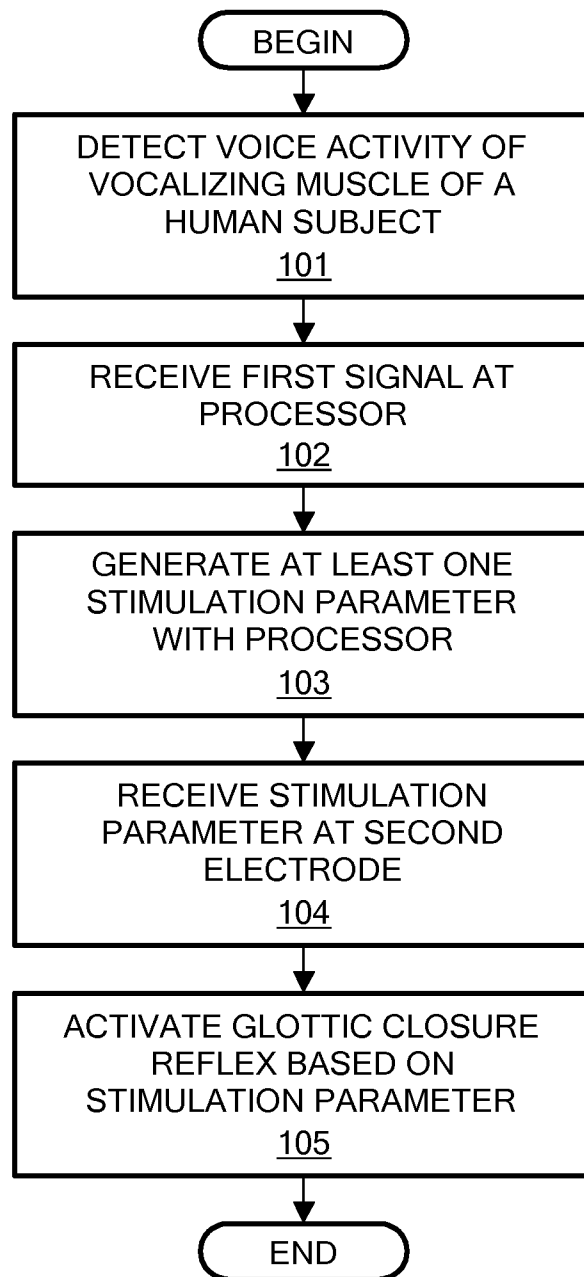 BEGIN
DETECT VOICE ACTIVITY OF
VOCALIZING MUSCLE OF A
HUMAN SUBJECT
101
RECEIVE FIRST SIGNAL AT
PROCESSOR
102
GENERATE AT LEAST ONE
STIMULATION PARAMETER
WITH PROCESSOR
103
RECEIVE STIMULATION
PARAMETER AT SECOND
ELECTRODE
104
ACTIVATE GLOTTIC CLOSURE
REFLEX BASED ON
STIMULATION PARAMETER
105
END